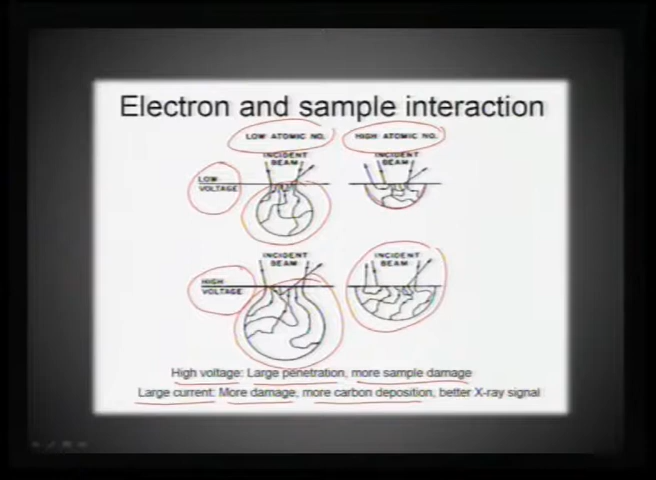 Electron and sample interaction
LOW ATOMIC NO. HIGH ATOMIC NO.
INCIDENT BEAM
INCIDENT BEAM
LOW VOLTAGE
INCIDENT BEAM
INCIDENT BEAM
HIGH VOLTAGE
High voltage: Large penetration, more sample damage
Large current: More damage, more carbon deposition, better X-ray signal